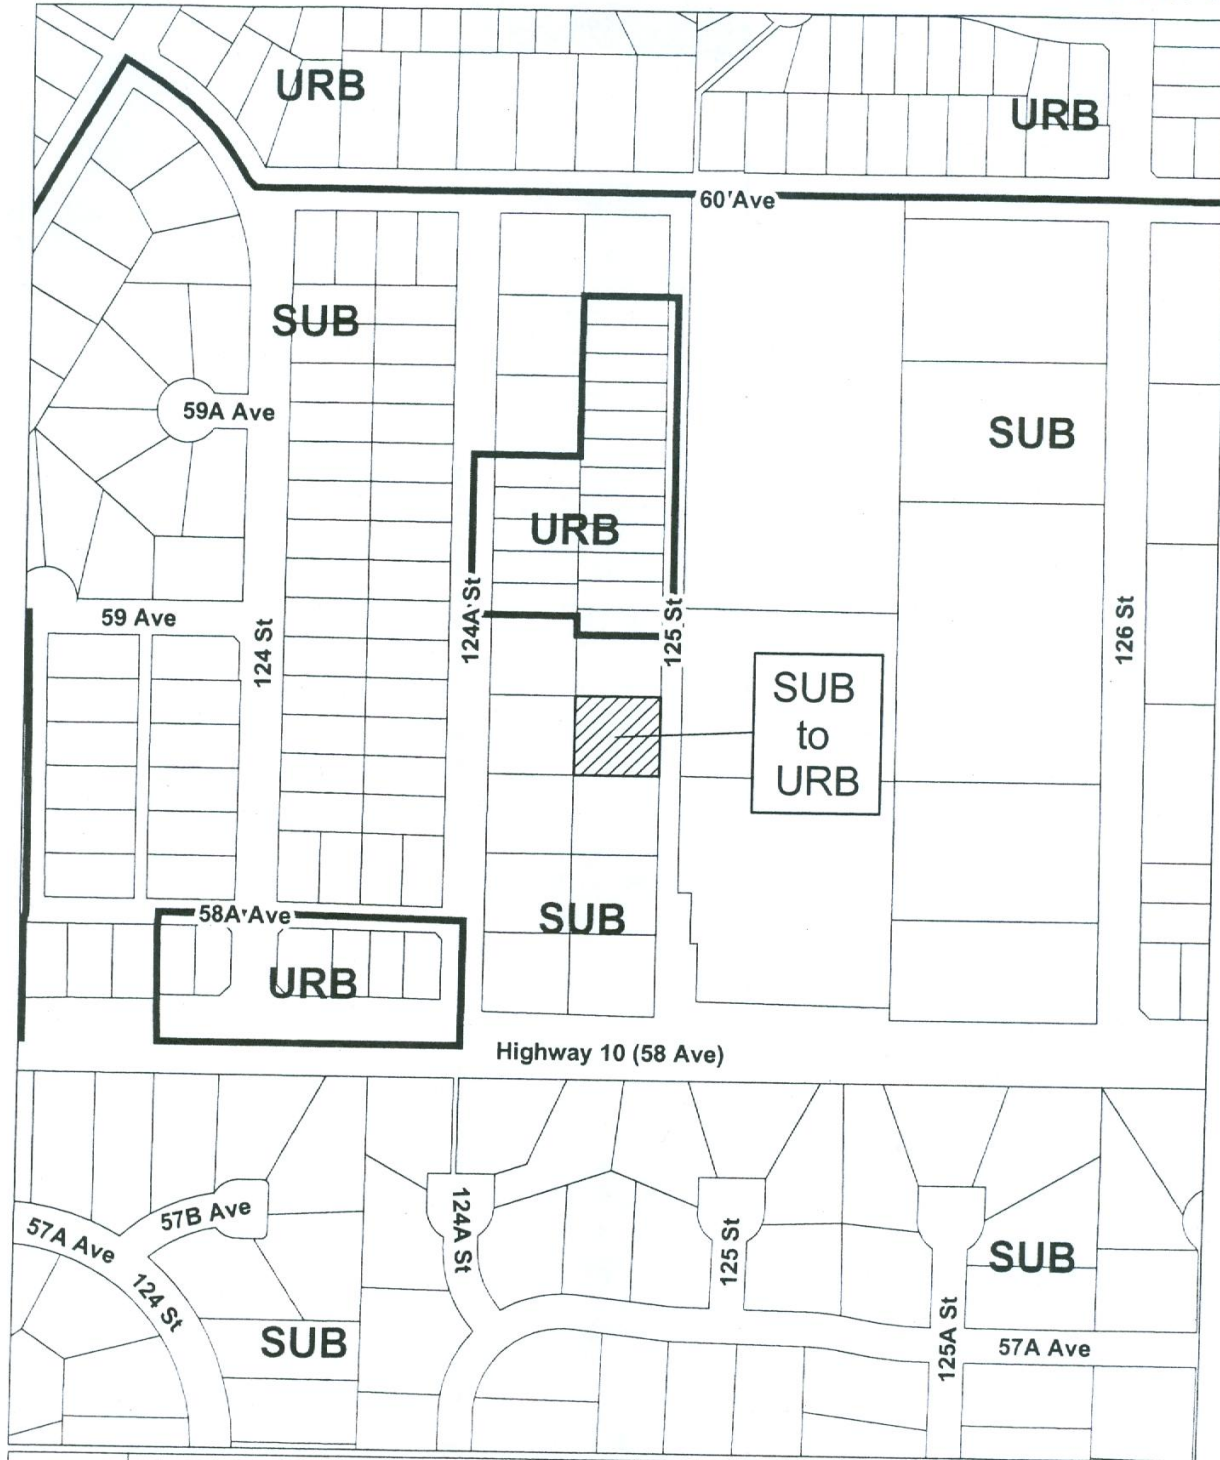 URB
URB
60 Ave
SUB
59A Ave
SUB
URB
124A St
125 St
59 Ave
124 St
126 St
SUB
to
URB
58A Ave
SUB
URB
Highway 10 (58 Ave)
57A Ave
57B Ave
124 St
124A St
125 St
SUB
SUB
125A St
57A Ave